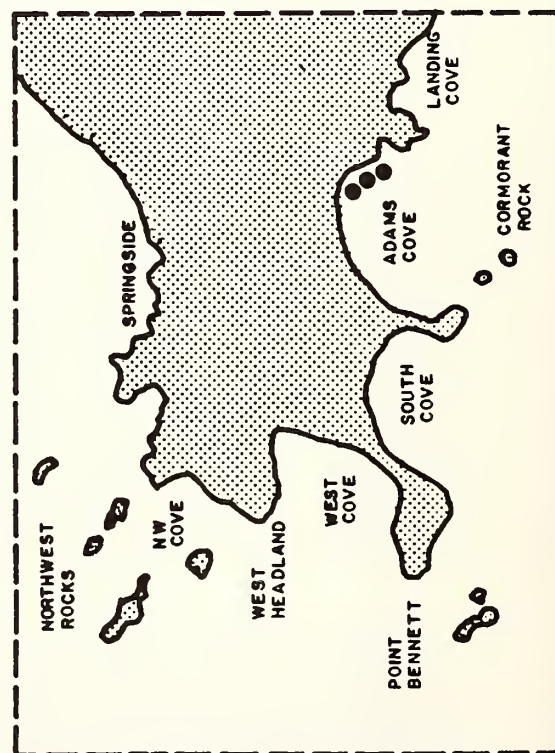 NORTHWEST
ROCKS
NW
COVE
SPRINGSIDE
WEST
HEADLAND
WEST
COVE
POINT
BENNETT
SOUTH
COVE
ADAMS
COVE
LANDING
COVE
CORMORANT
ROCK